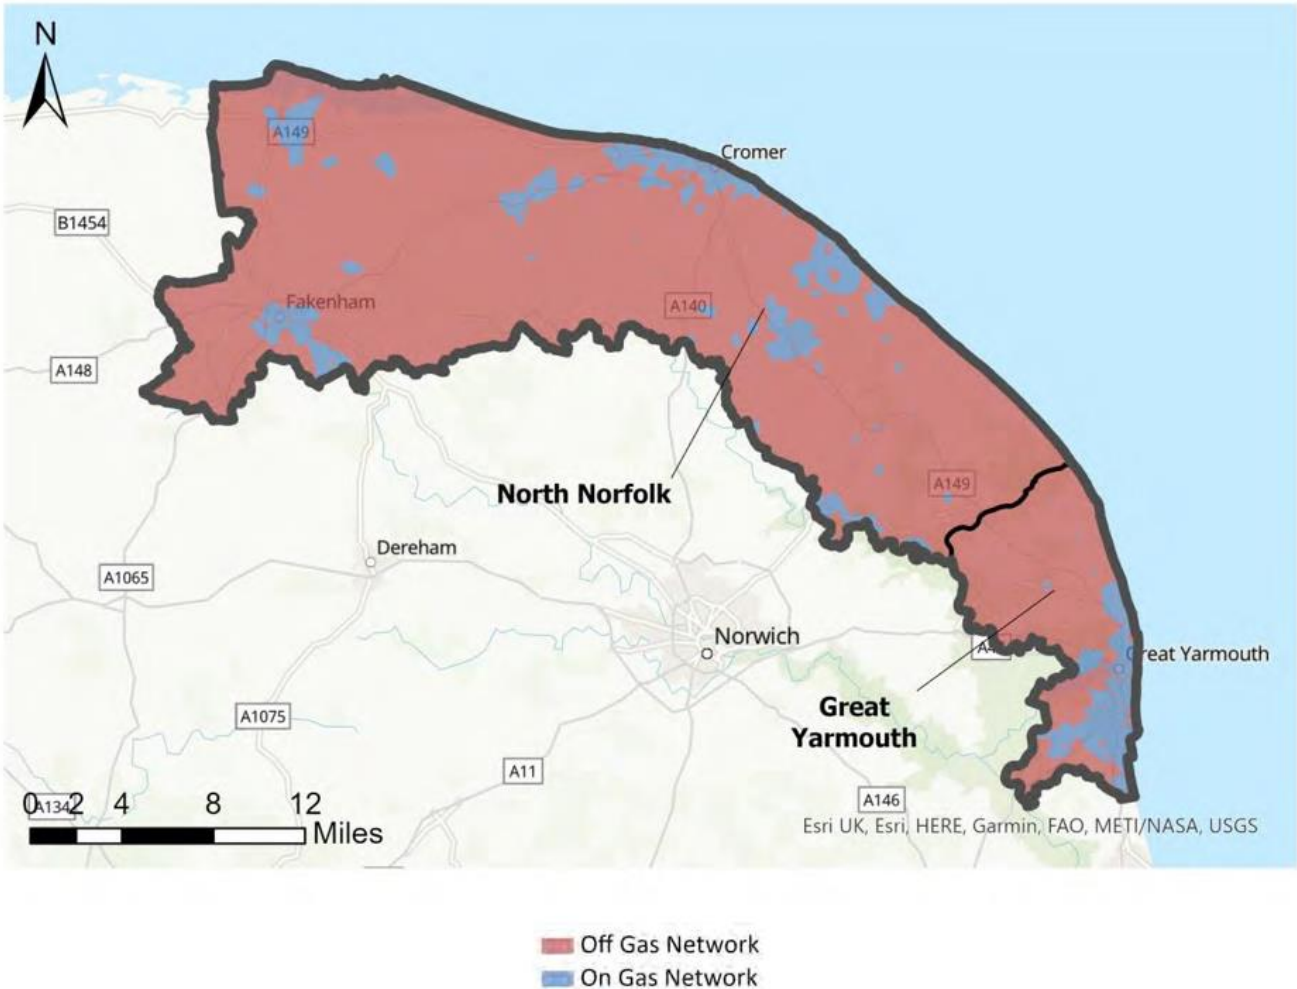 N
A149
Cromer
B1454
Fakenham
A140
A148
North Norfolk
A149
Dereham
A1065
Norwich
Great Yarmouth
Great
Yarmouth
A1075
A11
A146
0 2 4 8 12
A134
Miles
Esri UK, Esri, HERE, Garmin, FAO, METI/NASA, USGS
Off Gas Network
On Gas Network